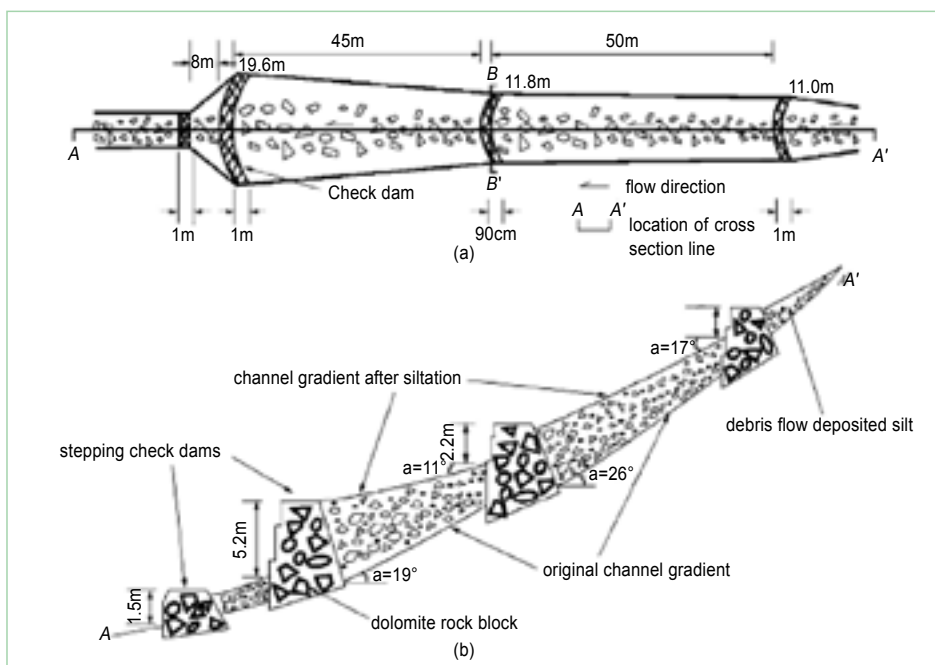 45m
50m
8m
19.6m
B
11.8m
11.0m
A
A'
B'
Check dam
flow direction
A A'
location of cross
section line
1m
1m
90cm
1m
(a)
A'
a=17°
channel gradient after siltation
debris flow deposited silt
2.2m
stepping check dams
a=11°
a=26°
5.2m
original channel gradient
a=19°
1.5m
dolomite rock block
A
(b)